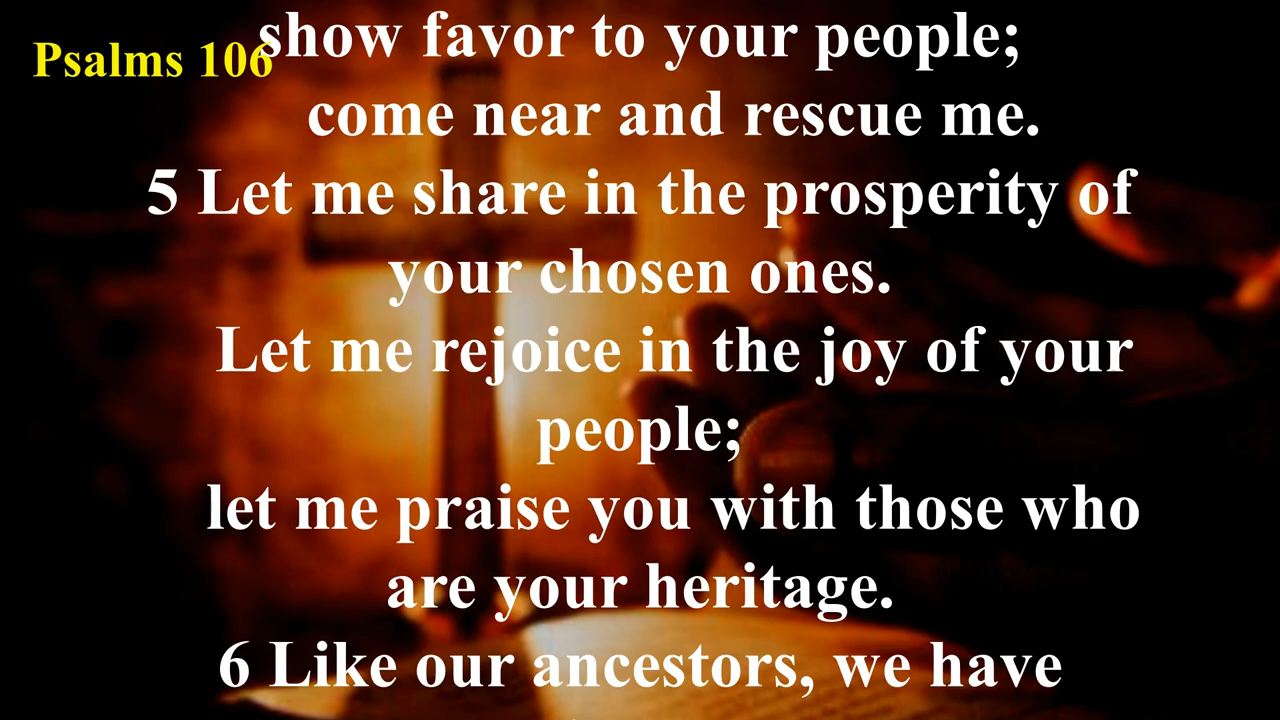 Psalms 106
show favor to your people;
come near and rescue me.
5 Let me share in the prosperity of
your chosen ones.
Let me rejoice in the joy of your
people;
let me praise you with those who
are your heritage.
6 Like our ancestors, we have